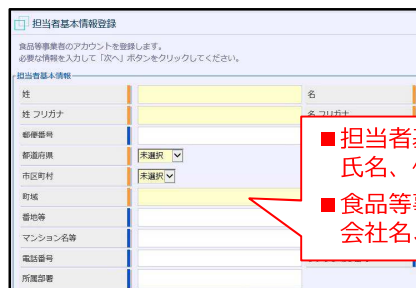 担当者基本情報登録
食品等事業者のアカウントを登録します。
必要な情報を入力して「次へ」ボタンをクリックしてください。
担当者基本情報
姓
名
姓 フリガナ
名 フリガナ
郵便番号
都道府県
未選択
市区町村
未選択
町域
番地等
マンション名等
電話番号
所属部署
■担当者
氏名、
■食品等
会社名、